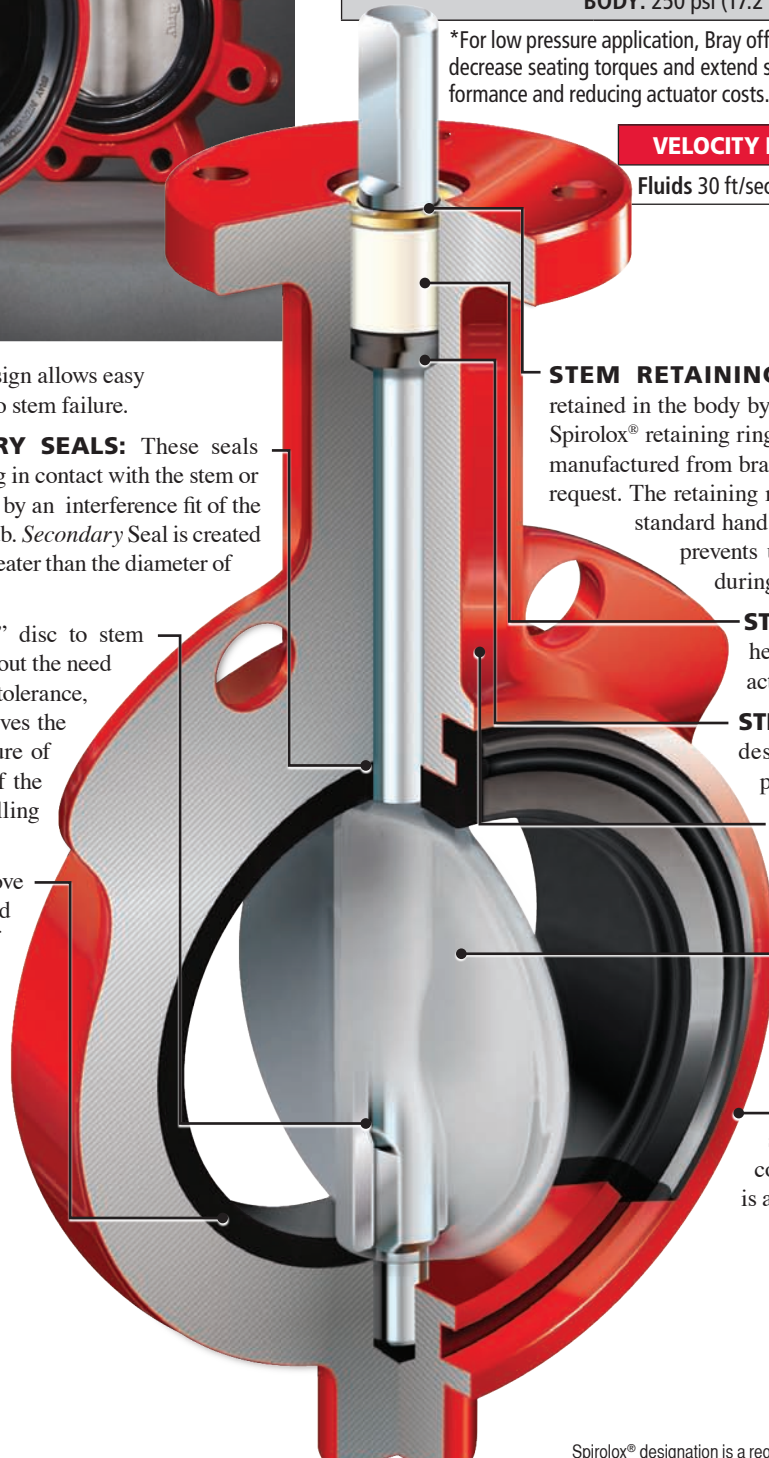 BODY: 250 psi (17.2
*For low pressure application, Bray off
decrease seating torques and extend s
formance and reducing actuator costs.
VELOCITY
Fluids 30 ft/sec
sign allows easy
o stem failure.
RY SEALS: These seals
g in contact with the stem or
by an interference fit of the
b. Secondary Seal is created
eater than the diameter of
” disc to stem
out the need
tolerance,
ves the
ure of
f the
lling
ove
d
STEM RETAINING
retained in the body by
Spirolox® retaining ring
manufactured from bra
request. The retaining r
standard hand
prevents
during
ST
he
act
STE
des
p
co
is a
Bray
Spirolox® designation is a reg